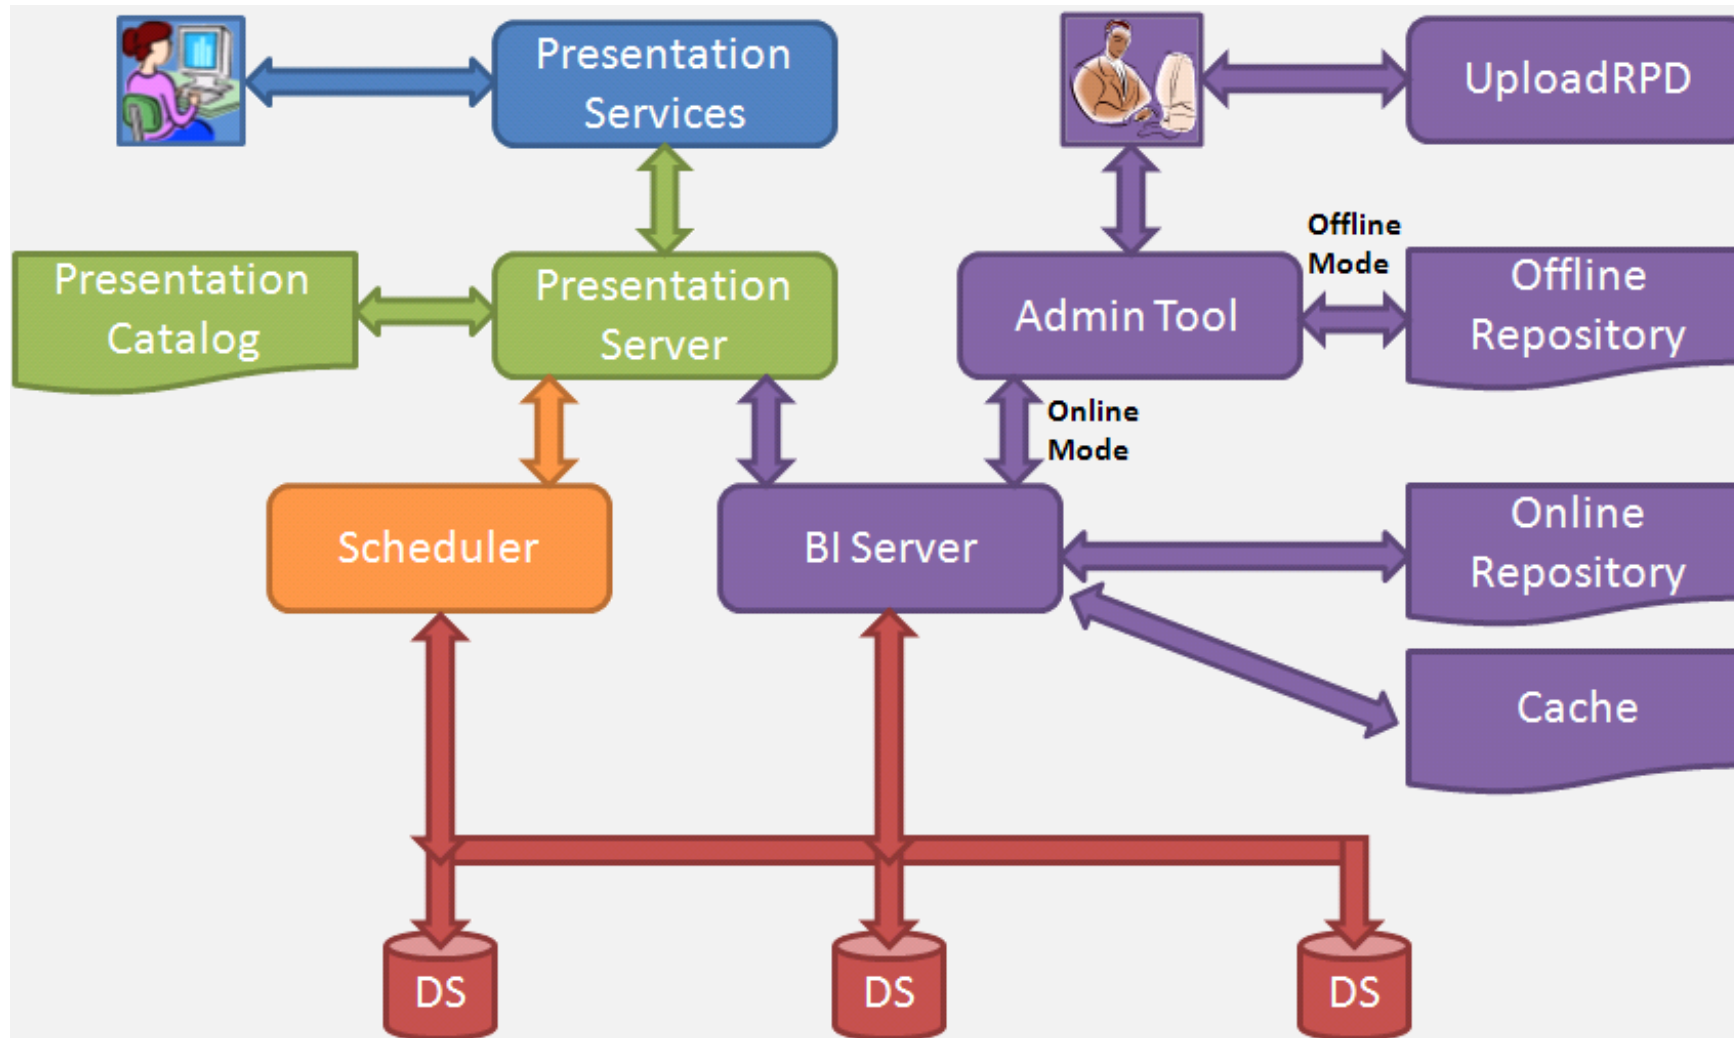 Presentation
Services
UploadRPD
Presentation
Catalog
Presentation
Server
Admin Tool
Offline
Mode
Offline
Repository
Online
Mode
Scheduler
BI Server
Online
Repository
Cache
DS
DS
DS